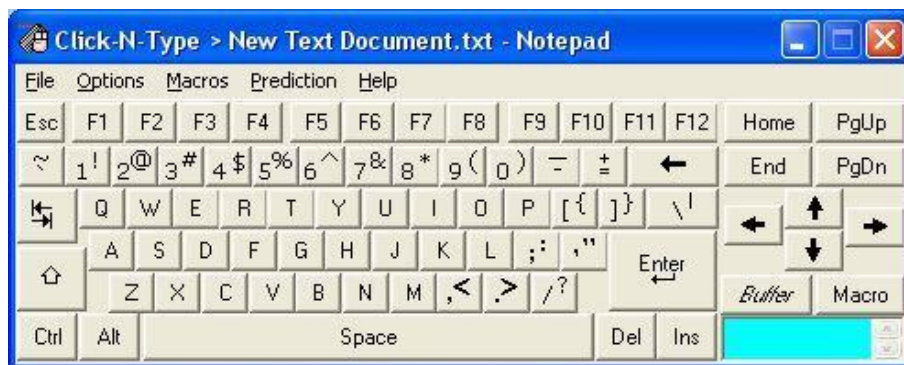 Click-N-Type > New Text Document.txt - Notepad
File Options Macros Prediction Help
Esc F1 F2 F3 F4 F5 F6 F7 F8 F9 F10 F11 F12 Home PgUp
~ 1! 2@ 3# 4$ 5% 6^ 7& 8* 9( 0) - ± ← End PgDn
Q W E R T Y U I O P [{ ]} \|
A S D F G H J K L ;: '" Enter
Z X C V B N M ,< .> /? Buffer Macro
Ctrl Alt Space Del Ins